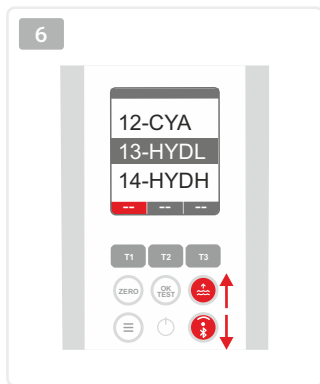 6
12-CYA
13-HYDL
14-HYDH
-- -- --
T1 T2 T3
ZERO OK TEST